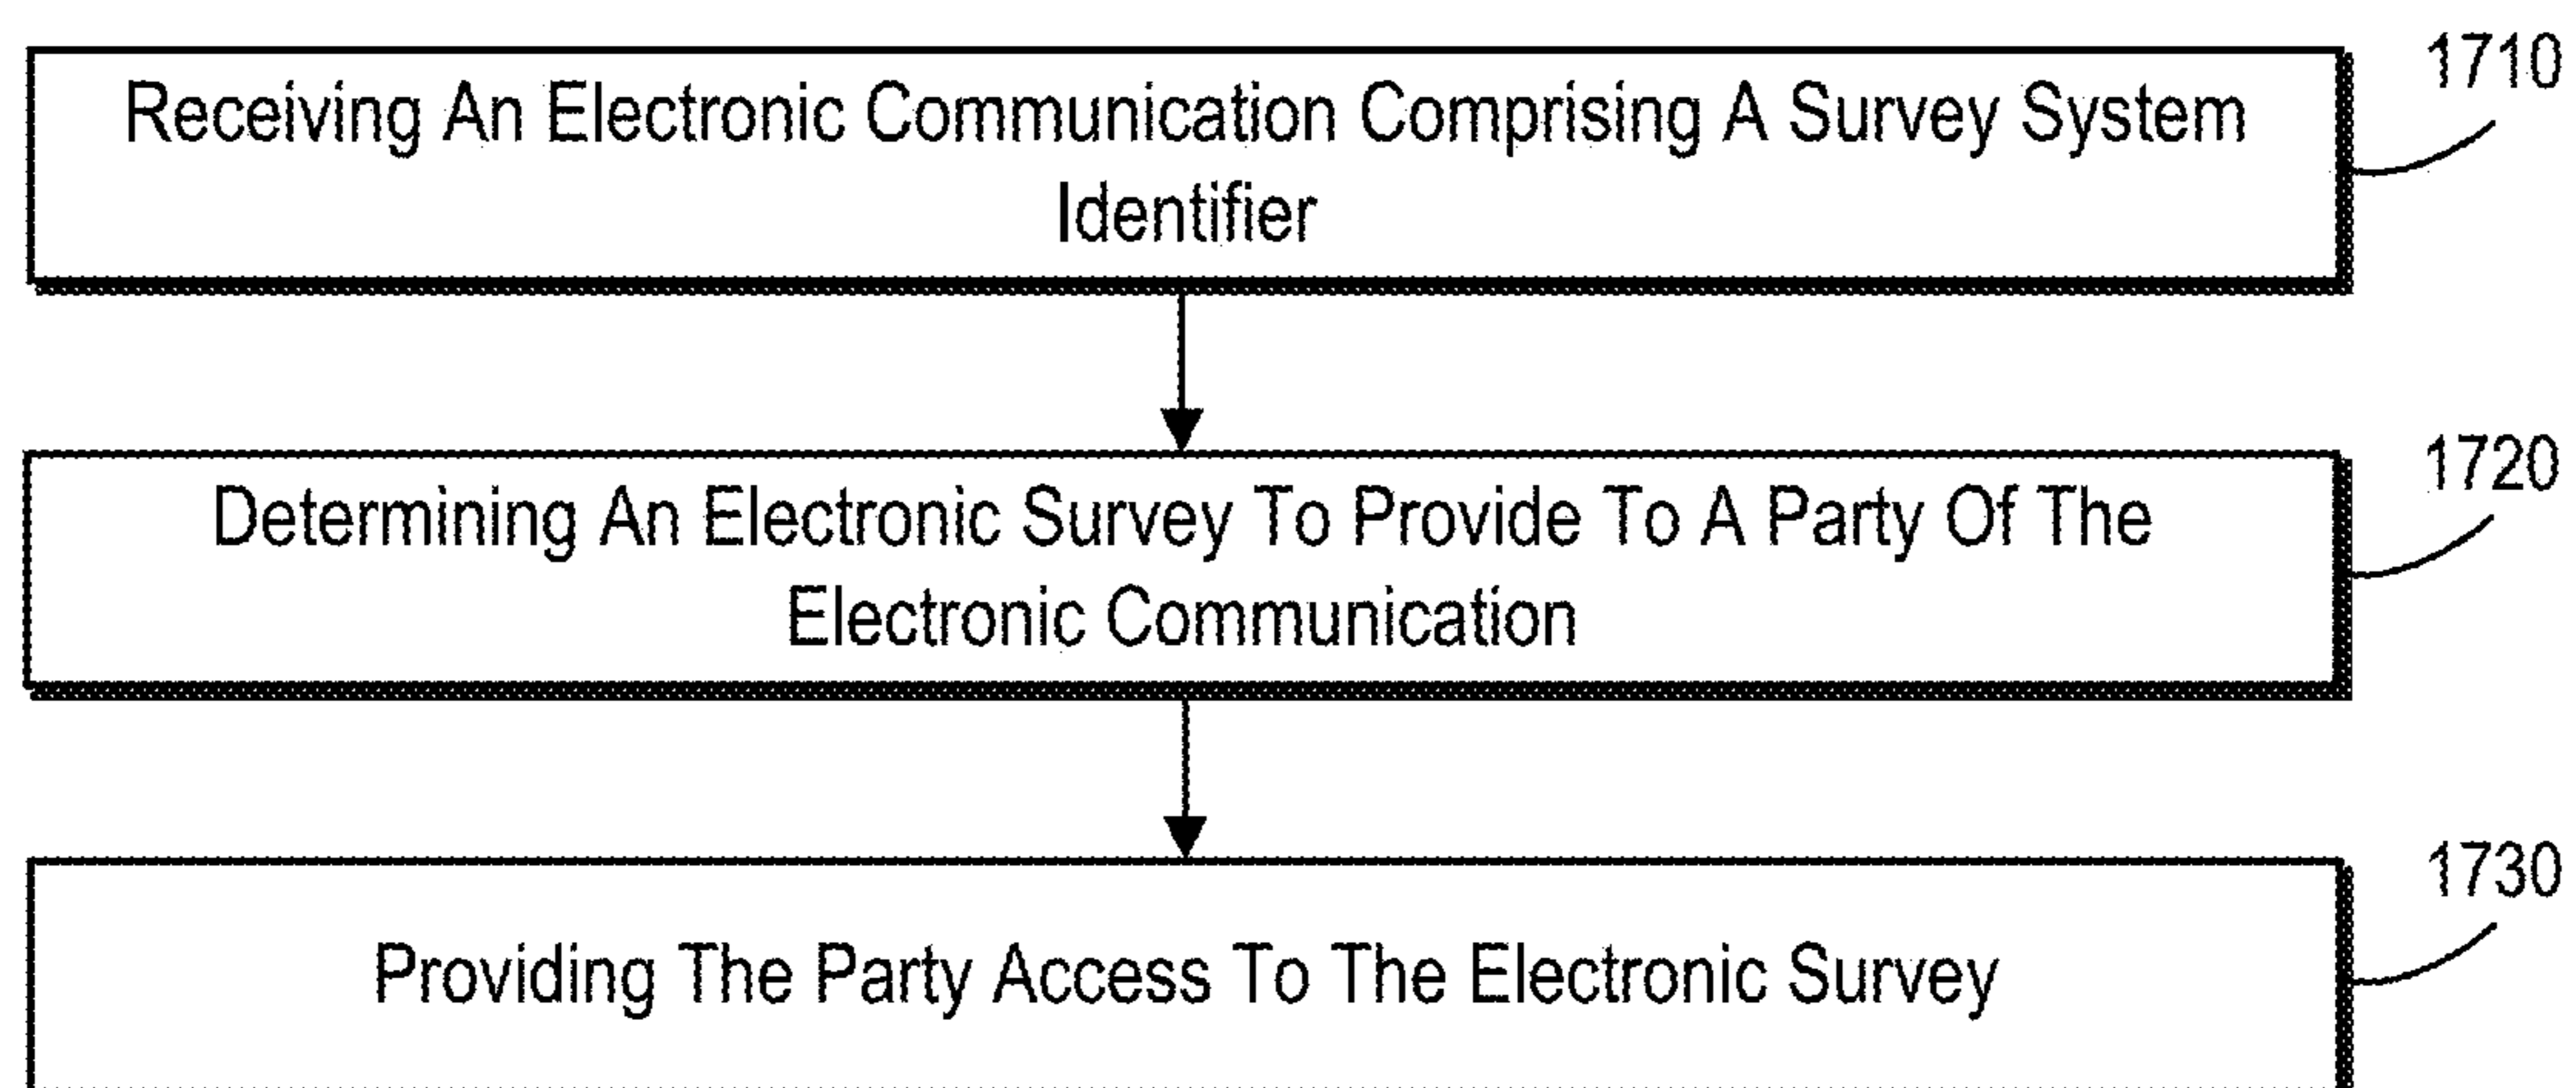 1710
Receiving An Electronic Communication Comprising A Survey System
Identifier
1720
Determining An Electronic Survey To Provide To A Party Of The
Electronic Communication
1730
Providing The Party Access To The Electronic Survey